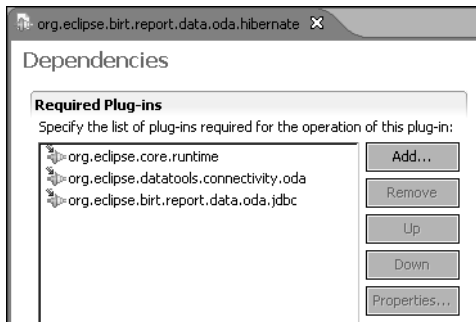 org.eclipse.birt.report.data.oda.hibernate
Dependencies
Required Plug-ins
Specify the list of plug-ins required for the operation of this plug-in:
org.eclipse.core.runtime
org.eclipse.datatools.connectivity.oda
org.eclipse.birt.report.data.oda.jdbc
Add...
Remove
Up
Down
Properties...